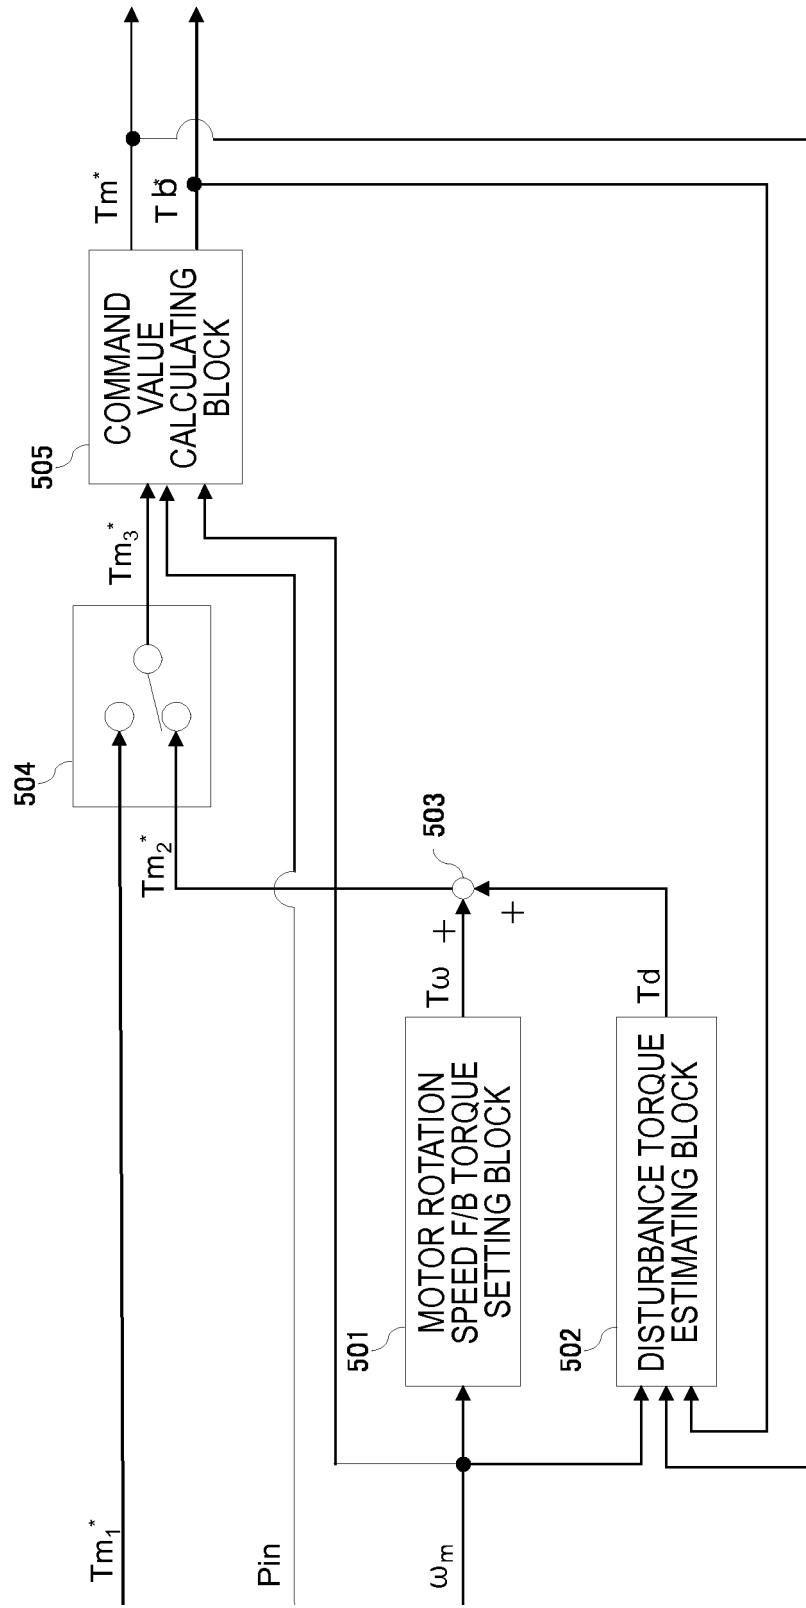 Tm₁*
Pin
ωm
501
MOTOR ROTATION
SPEED F/B TORQUE
SETTING BLOCK
502
DISTURBANCE TORQUE
ESTIMATING BLOCK
Tω
Td
+
+
503
Tm₂*
504
Tm₃*
505
COMMAND
VALUE
CALCULATING
BLOCK
Tm*
Tb*